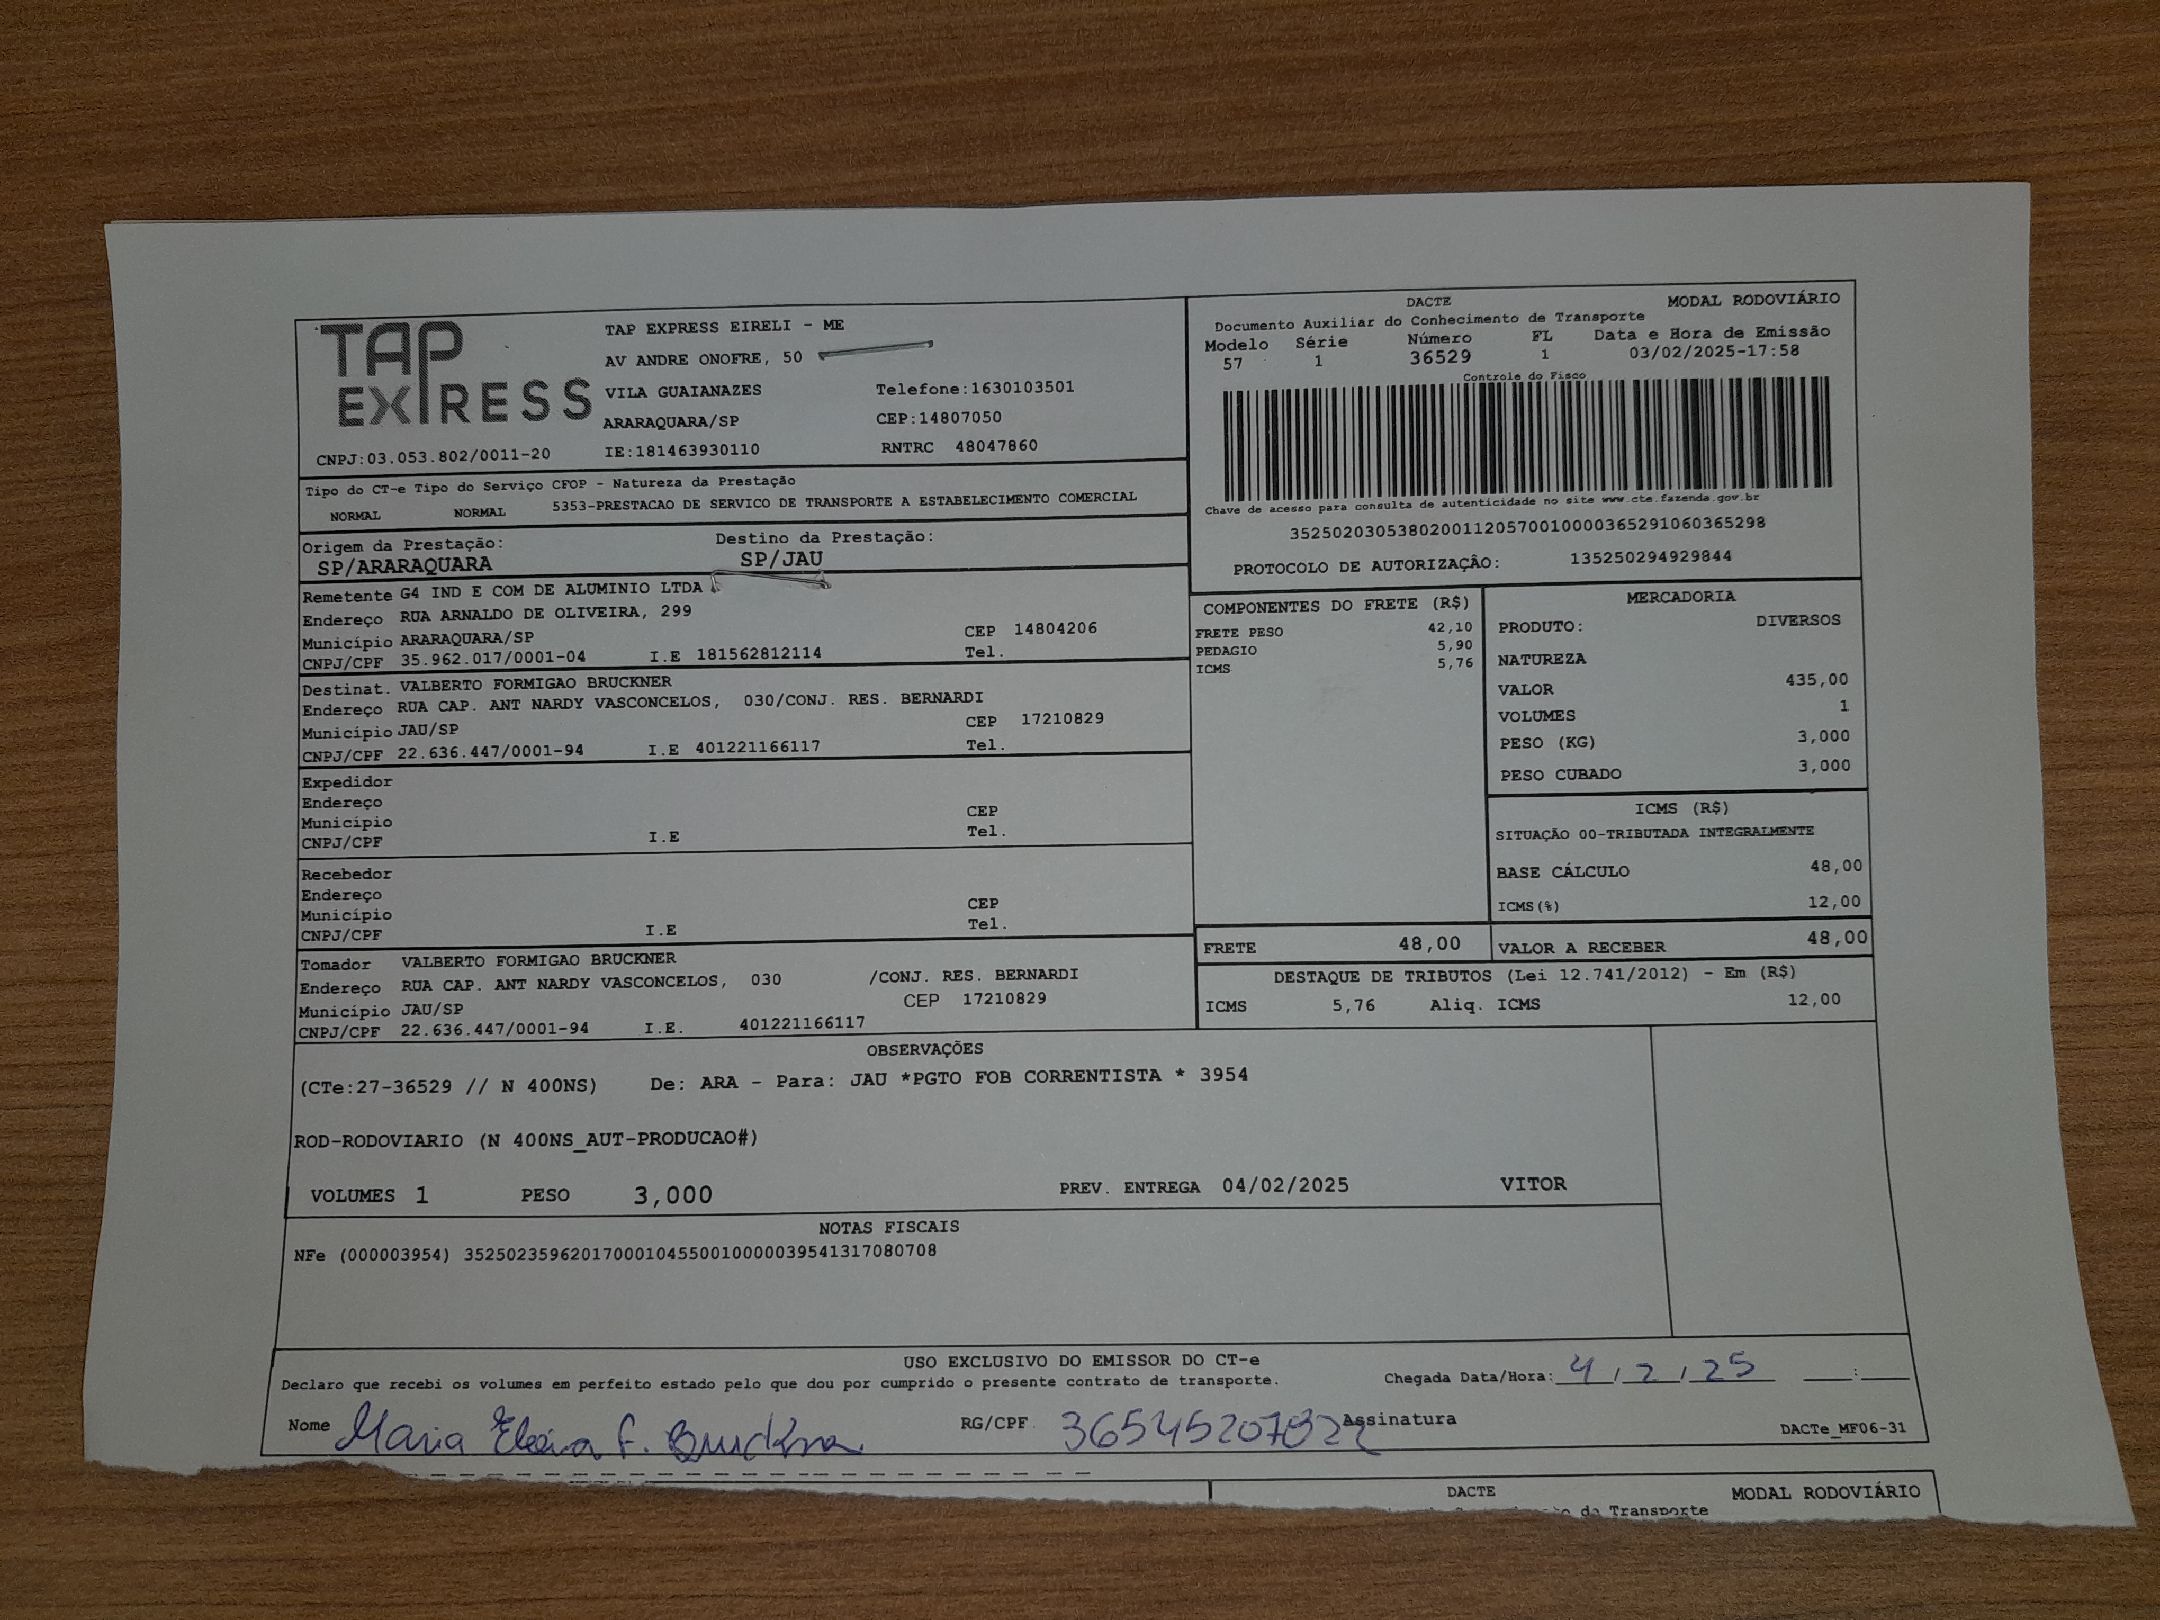 TAP EXPRESS
TAP EXPRESS EIRELI - ME
AV ANDRE ONOFRE, 50
VILA GUAIANAZES Telefone:1630103501
ARARAQUARA/SP CEP:14807050
CNPJ:03.053.802/0011-20 IE:181463930110 RNTRC 48047860
DACTE MODAL RODOVIÁRIO
Documento Auxiliar do Conhecimento de Transporte
Modelo Série Número FL Data e Hora de Emissão
57 1 36529 1 03/02/2025-17:58
Controle do Fisco
Chave de acesso para consulta de autenticidade no site www.cte.fazenda.gov.br
35250203053802001120570010000365291060365298
PROTOCOLO DE AUTORIZAÇÃO: 135250294929844
Tipo do CT-e Tipo do Serviço CFOP - Natureza da Prestação
NORMAL NORMAL 5353-PRESTACAO DE SERVICO DE TRANSPORTE A ESTABELECIMENTO COMERCIAL
Origem da Prestação: Destino da Prestação:
SP/ARARAQUARA SP/JAU
Remetente G4 IND E COM DE ALUMINIO LTDA
Endereço RUA ARNALDO DE OLIVEIRA, 299
Município ARARAQUARA/SP CEP 14804206
CNPJ/CPF 35.962.017/0001-04 I.E 181562812114 Tel.
Destinat. VALBERTO FORMIGAO BRUCKNER
Endereço RUA CAP. ANT NARDY VASCONCELOS, 030/CONJ. RES. BERNARDI
Município JAU/SP CEP 17210829
CNPJ/CPF 22.636.447/0001-94 I.E 401221166117 Tel.
Expedidor
Endereço
Município CEP
CNPJ/CPF I.E Tel.
Recebedor
Endereço
Município CEP
CNPJ/CPF I.E Tel.
Tomador VALBERTO FORMIGAO BRUCKNER
Endereço RUA CAP. ANT NARDY VASCONCELOS, 030 /CONJ. RES. BERNARDI
Município JAU/SP CEP 17210829
CNPJ/CPF 22.636.447/0001-94 I.E. 401221166117
COMPONENTES DO FRETE (R$)
FRETE PESO 42,10
PEDAGIO 5,90
ICMS 5,76
MERCADORIA
PRODUTO: DIVERSOS
NATUREZA
VALOR 435,00
VOLUMES 1
PESO (KG) 3,000
PESO CUBADO 3,000
ICMS (R$)
SITUAÇÃO 00-TRIBUTADA INTEGRALMENTE
BASE CÁLCULO 48,00
ICMS(%) 12,00
FRETE 48,00 VALOR A RECEBER 48,00
DESTAQUE DE TRIBUTOS (Lei 12.741/2012) - Em (R$)
ICMS 5,76 Aliq. ICMS 12,00
OBSERVAÇÕES
(CTe:27-36529 // N 400NS) De: ARA - Para: JAU *PGTO FOB CORRENTISTA * 3954
ROD-RODOVIARIO (N 400NS_AUT-PRODUCAO#)
VOLUMES 1 PESO 3,000 PREV. ENTREGA 04/02/2025 VITOR
NOTAS FISCAIS
NFe (000003954) 35250235962017000104550010000039541317080708
USO EXCLUSIVO DO EMISSOR DO CT-e
Declaro que recebi os volumes em perfeito estado pelo que dou por cumprido o presente contrato de transporte. Chegada Data/Hora: 4/2/25 :
Nome Maria F. RG/CPF. Assinatura DACTe_MF06-31
DACTE MODAL RODOVIÁRIO
Transporte